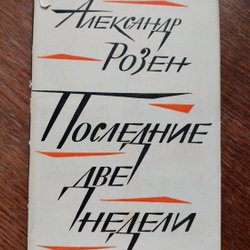 Александр
Розен
Последние
две
недели